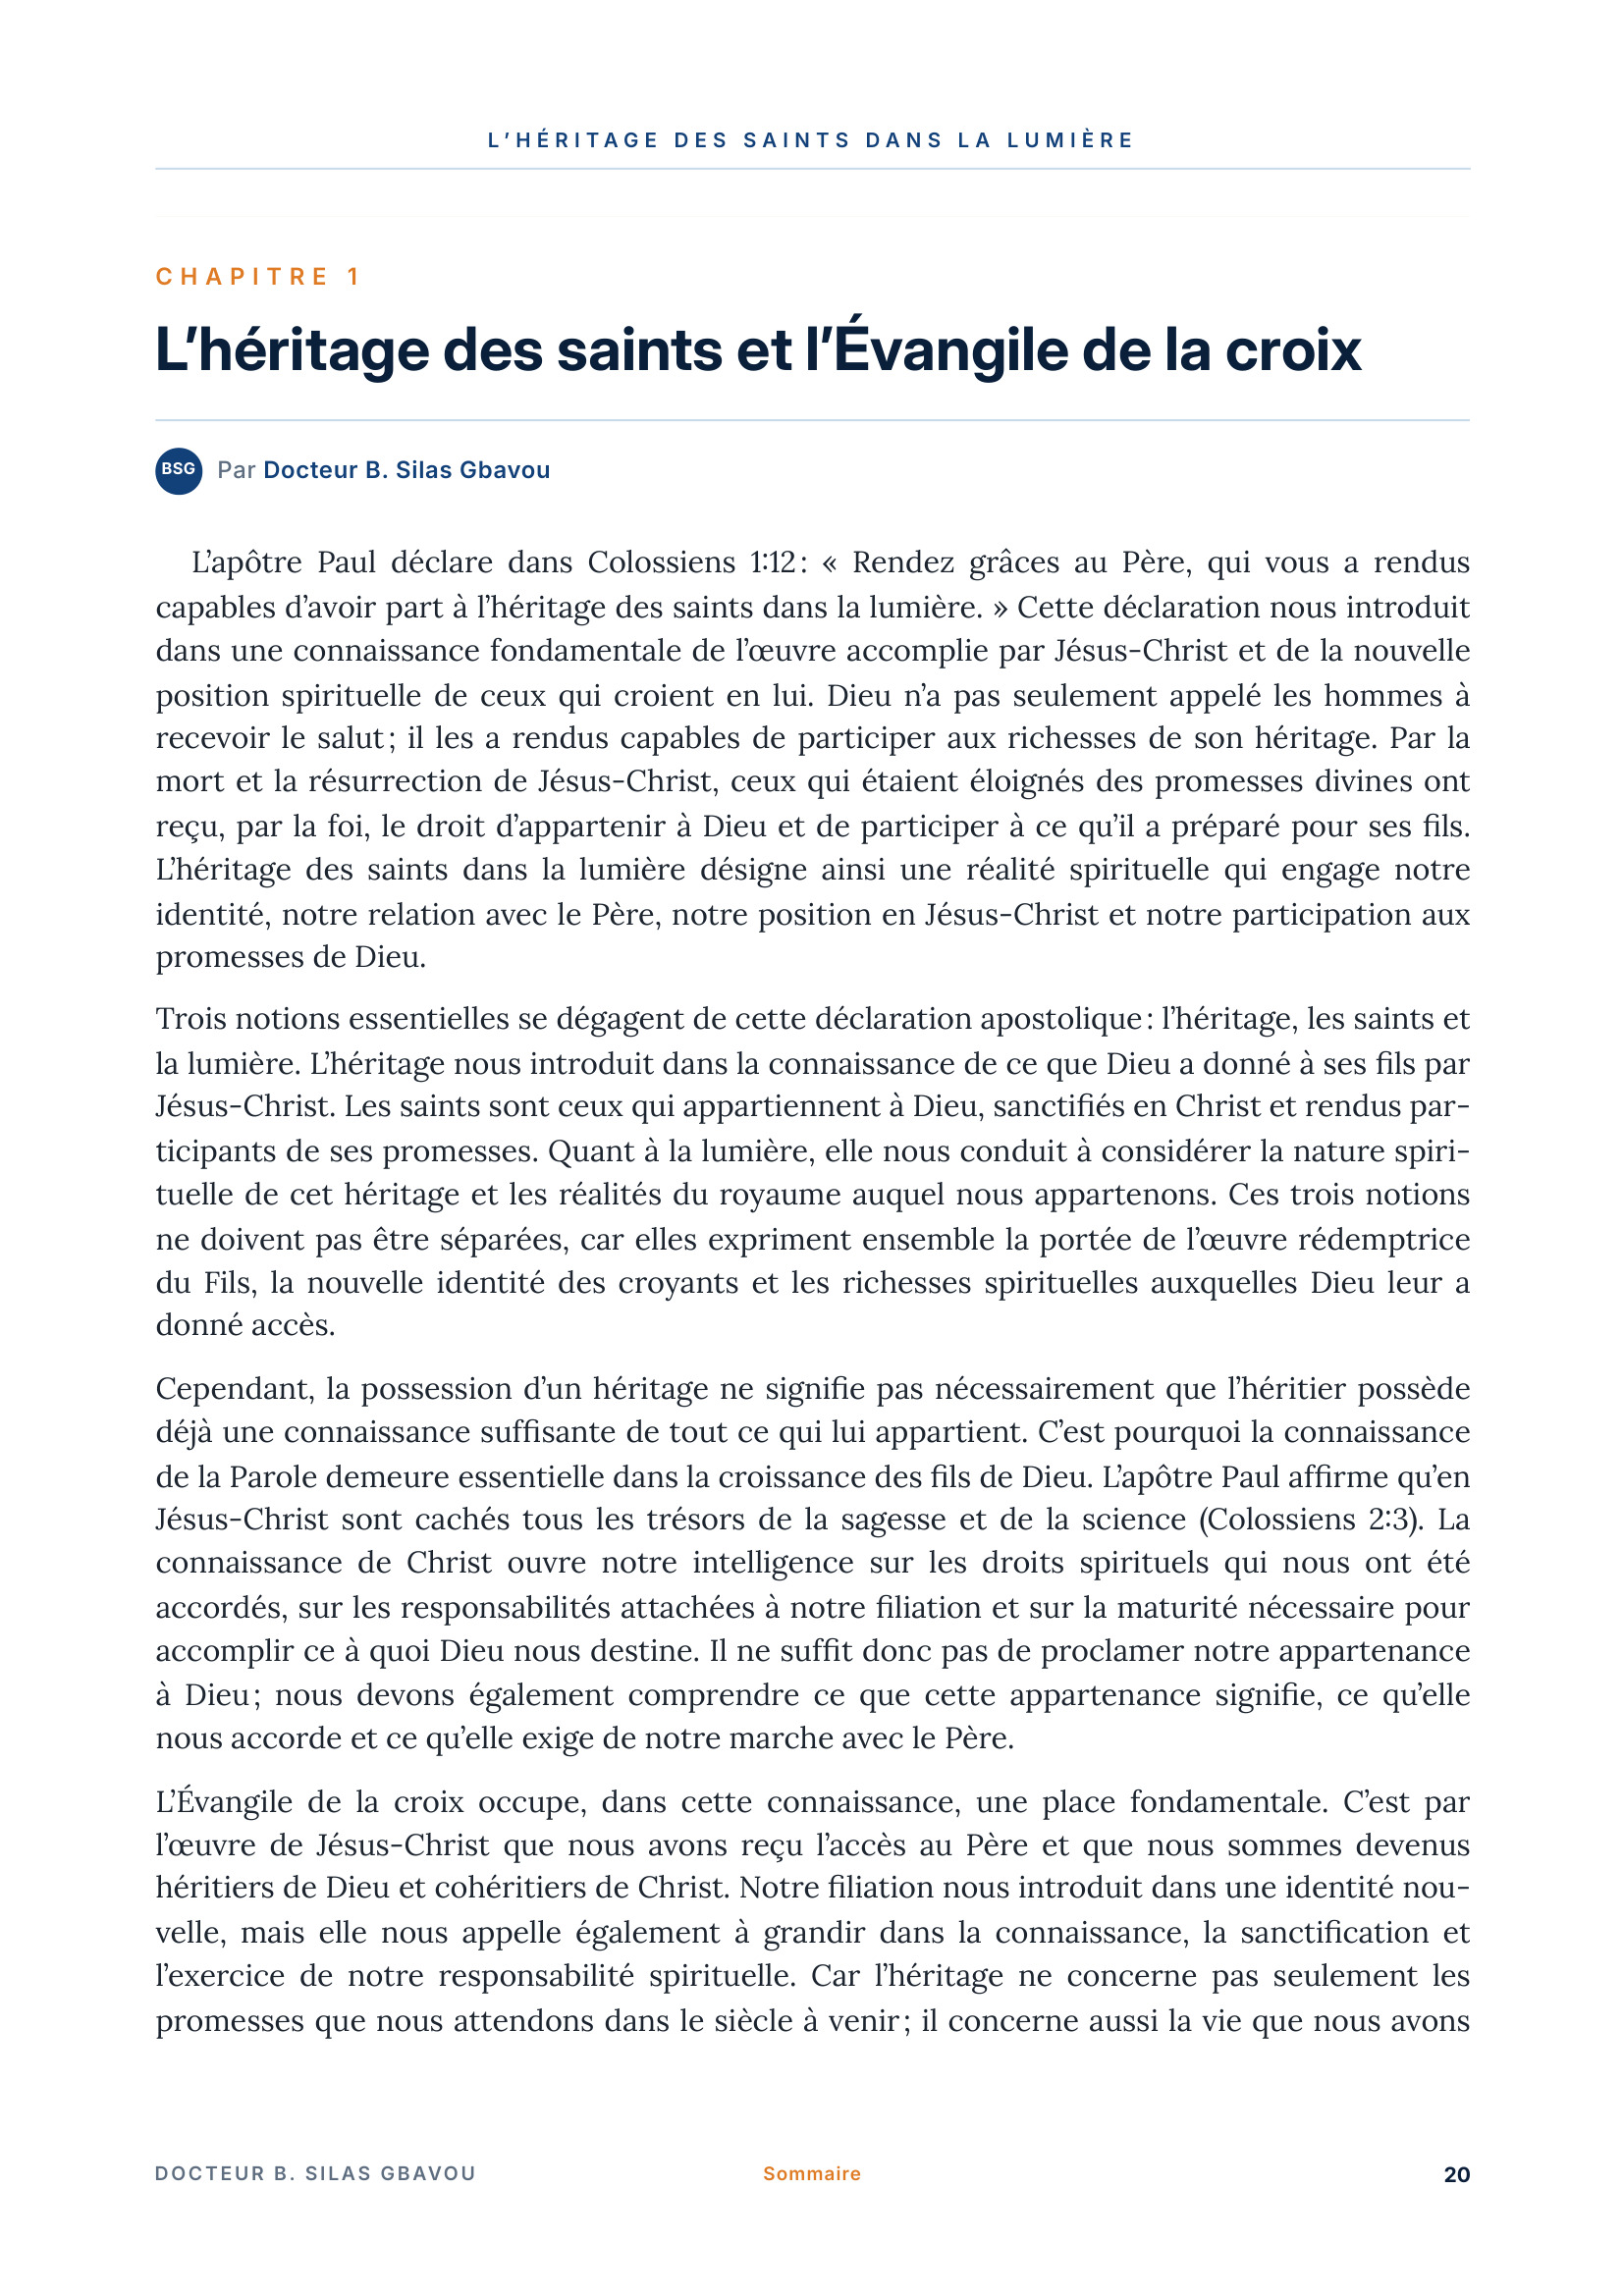 L’HÉRITAGE DES SAINTS DANS LA LUMIÈRE
CHAPITRE 1
L’héritage des saints et l’Évangile de la croix
BSG Par Docteur B. Silas Gbavou
L’apôtre Paul déclare dans Colossiens 1:12 : « Rendez grâces au Père, qui vous a rendus
capables d’avoir part à l’héritage des saints dans la lumière. » Cette déclaration nous introduit
dans une connaissance fondamentale de l’œuvre accomplie par Jésus-Christ et de la nouvelle
position spirituelle de ceux qui croient en lui. Dieu n’a pas seulement appelé les hommes à
recevoir le salut ; il les a rendus capables de participer aux richesses de son héritage. Par la
mort et la résurrection de Jésus-Christ, ceux qui étaient éloignés des promesses divines ont
reçu, par la foi, le droit d’appartenir à Dieu et de participer à ce qu’il a préparé pour ses fils.
L’héritage des saints dans la lumière désigne ainsi une réalité spirituelle qui engage notre
identité, notre relation avec le Père, notre position en Jésus-Christ et notre participation aux
promesses de Dieu.
Trois notions essentielles se dégagent de cette déclaration apostolique : l’héritage, les saints et
la lumière. L’héritage nous introduit dans la connaissance de ce que Dieu a donné à ses fils par
Jésus-Christ. Les saints sont ceux qui appartiennent à Dieu, sanctifiés en Christ et rendus par-
ticipants de ses promesses. Quant à la lumière, elle nous conduit à considérer la nature spiri-
tuelle de cet héritage et les réalités du royaume auquel nous appartenons. Ces trois notions
ne doivent pas être séparées, car elles expriment ensemble la portée de l’œuvre rédemptrice
du Fils, la nouvelle identité des croyants et les richesses spirituelles auxquelles Dieu leur a
donné accès.
Cependant, la possession d’un héritage ne signifie pas nécessairement que l’héritier possède
déjà une connaissance suffisante de tout ce qui lui appartient. C’est pourquoi la connaissance
de la Parole demeure essentielle dans la croissance des fils de Dieu. L’apôtre Paul affirme qu’en
Jésus-Christ sont cachés tous les trésors de la sagesse et de la science (Colossiens 2:3). La
connaissance de Christ ouvre notre intelligence sur les droits spirituels qui nous ont été
accordés, sur les responsabilités attachées à notre filiation et sur la maturité nécessaire pour
accomplir ce à quoi Dieu nous destine. Il ne suffit donc pas de proclamer notre appartenance
à Dieu ; nous devons également comprendre ce que cette appartenance signifie, ce qu’elle
nous accorde et ce qu’elle exige de notre marche avec le Père.
L’Évangile de la croix occupe, dans cette connaissance, une place fondamentale. C’est par
l’œuvre de Jésus-Christ que nous avons reçu l’accès au Père et que nous sommes devenus
héritiers de Dieu et cohéritiers de Christ. Notre filiation nous introduit dans une identité nou-
velle, mais elle nous appelle également à grandir dans la connaissance, la sanctification et
l’exercice de notre responsabilité spirituelle. Car l’héritage ne concerne pas seulement les
promesses que nous attendons dans le siècle à venir ; il concerne aussi la vie que nous avons
DOCTEUR B. SILAS GBAVOU Sommaire 20